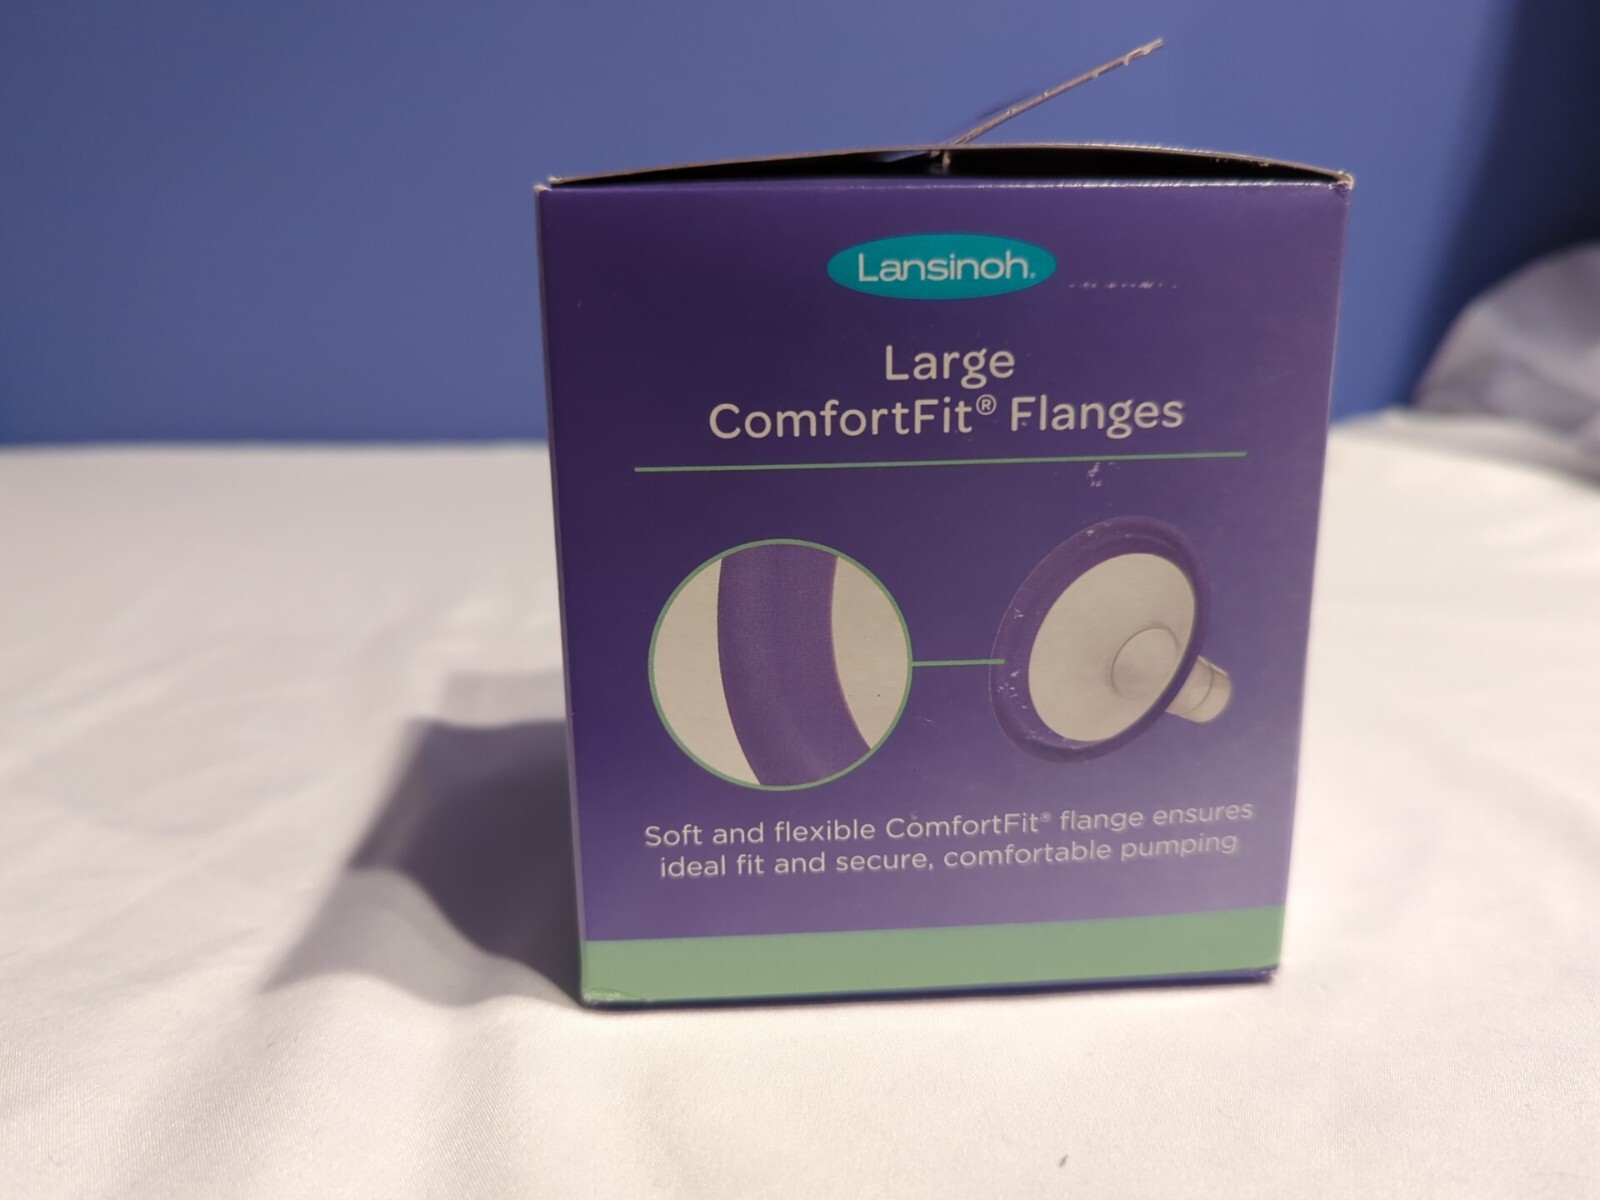 Lansinoh®
Large
ComfortFit® Flanges
Soft and flexible ComfortFit® flange ensures
ideal fit and secure, comfortable pumping